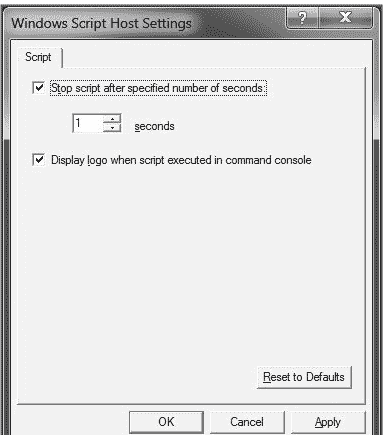 Windows Script Host Settings
Script
Stop script after specified number of seconds:
1 seconds
Display logo when script executed in command console
Reset to Defaults
OK Cancel Apply